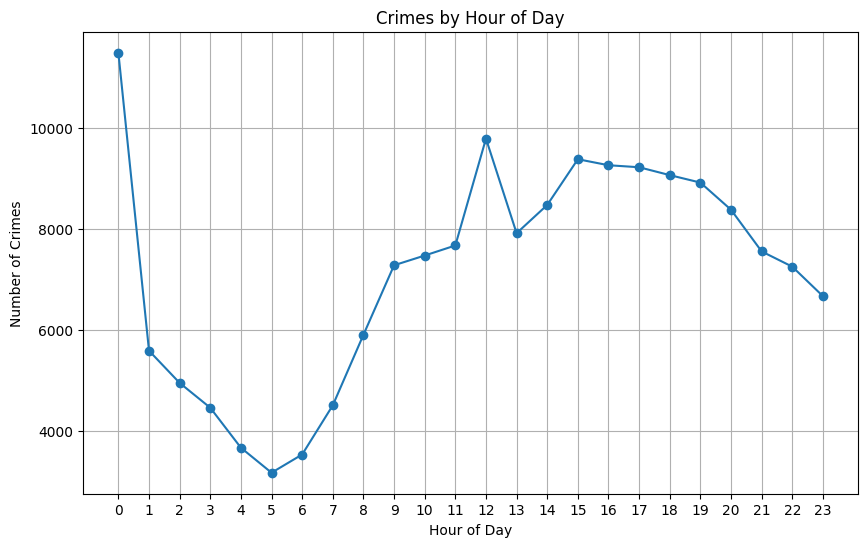 Crimes by Hour of Day
Number of Crimes
10000
8000
6000
4000
0 1 2 3 4 5 6 7 8 9 10 11 12 13 14 15 16 17 18 19 20 21 22 23
Hour of Day